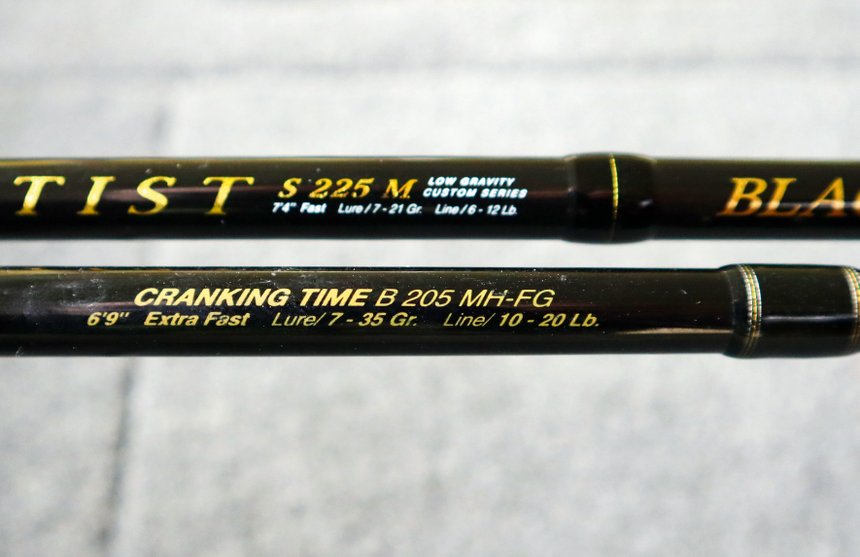 TIST S 225 M LOW GRAVITY
CUSTOM SERIES
7'4" Fast Lure / 7 - 21 Gr. Line / 6 - 12 Lb.
BLA
CRANKING TIME B 205 MH-FG
6'9" Extra Fast Lure/ 7 - 35 Gr. Line/ 10 - 20 Lb.